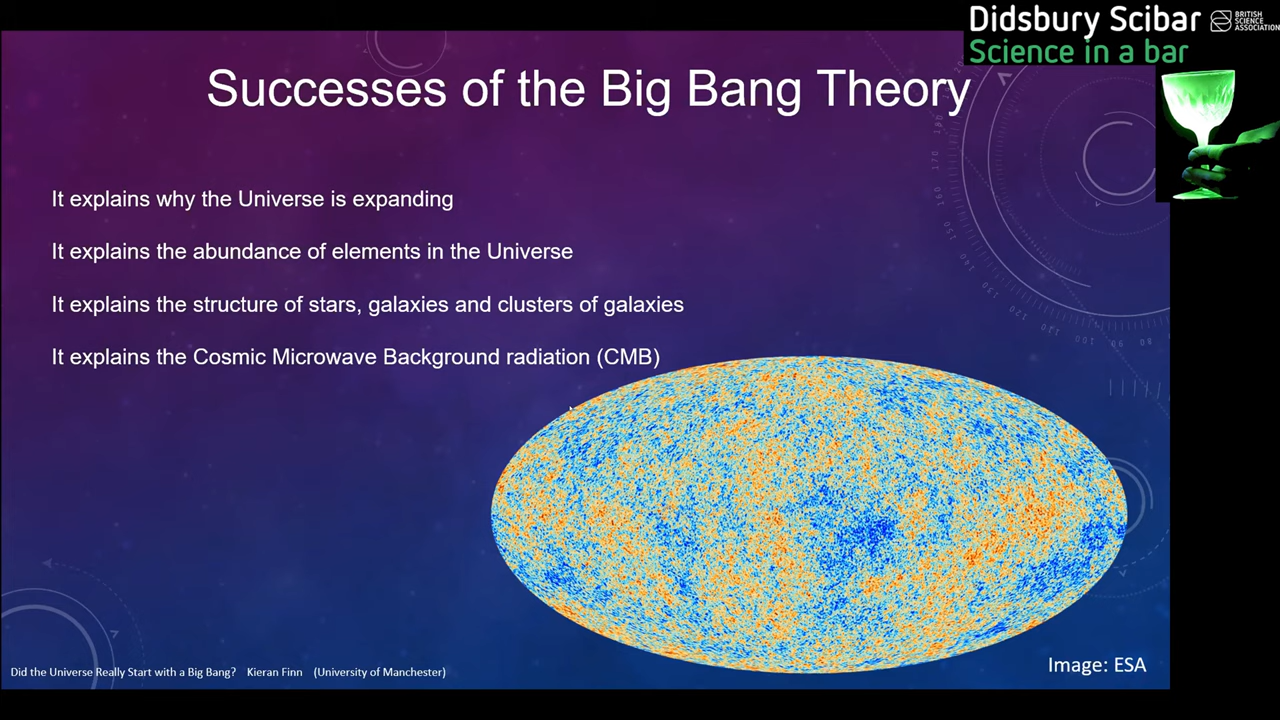 Didsbury Scibar
BRITISH
SCIENCE
ASSOCIATION
Science in a bar
Successes of the Big Bang Theory
It explains why the Universe is expanding
It explains the abundance of elements in the Universe
It explains the structure of stars, galaxies and clusters of galaxies
It explains the Cosmic Microwave Background radiation (CMB)
Image: ESA
Did the Universe Really Start with a Big Bang? Kieran Finn (University of Manchester)